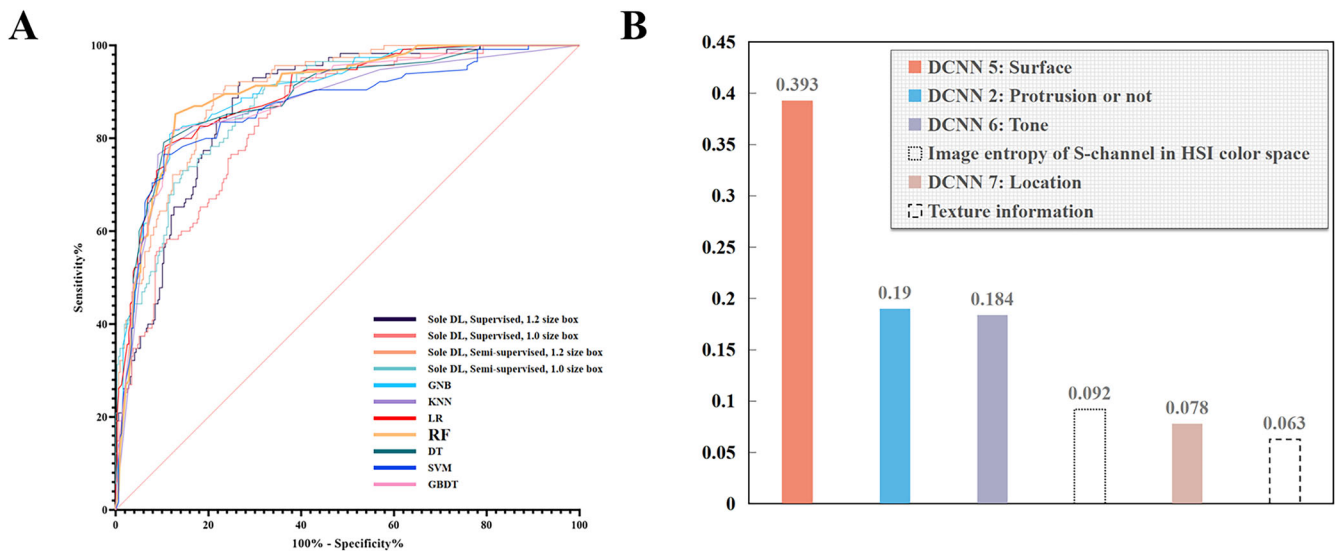 A
100
80
60
40
20
0
Sensitivity%
Sole DL, Supervised, 1.2 size box
Sole DL, Supervised, 1.0 size box
Sole DL, Semi-supervised, 1.2 size box
Sole DL, Semi-supervised, 1.0 size box
GNB
KNN
LR
RF
DT
SVM
GBDT
0 20 40 60 80 100
100% - Specificity%
B
0.45
0.4
0.35
0.3
0.25
0.2
0.15
0.1
0.05
0
DCNN 5: Surface
DCNN 2: Protrusion or not
DCNN 6: Tone
Image entropy of S-channel in HSI color space
DCNN 7: Location
Texture information
0.393
0.19
0.184
0.092
0.078
0.063